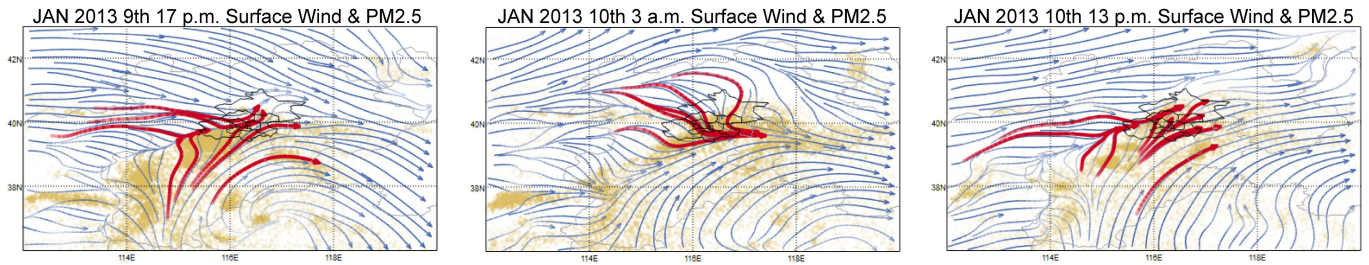 JAN 2013 9th 17 p.m. Surface Wind & PM2.5
42N
40N
38N
114E 116E 118E
JAN 2013 10th 3 a.m. Surface Wind & PM2.5
42N
40N
38N
114E 116E 118E
JAN 2013 10th 13 p.m. Surface Wind & PM2.5
42N
40N
38N
114E 116E 118E